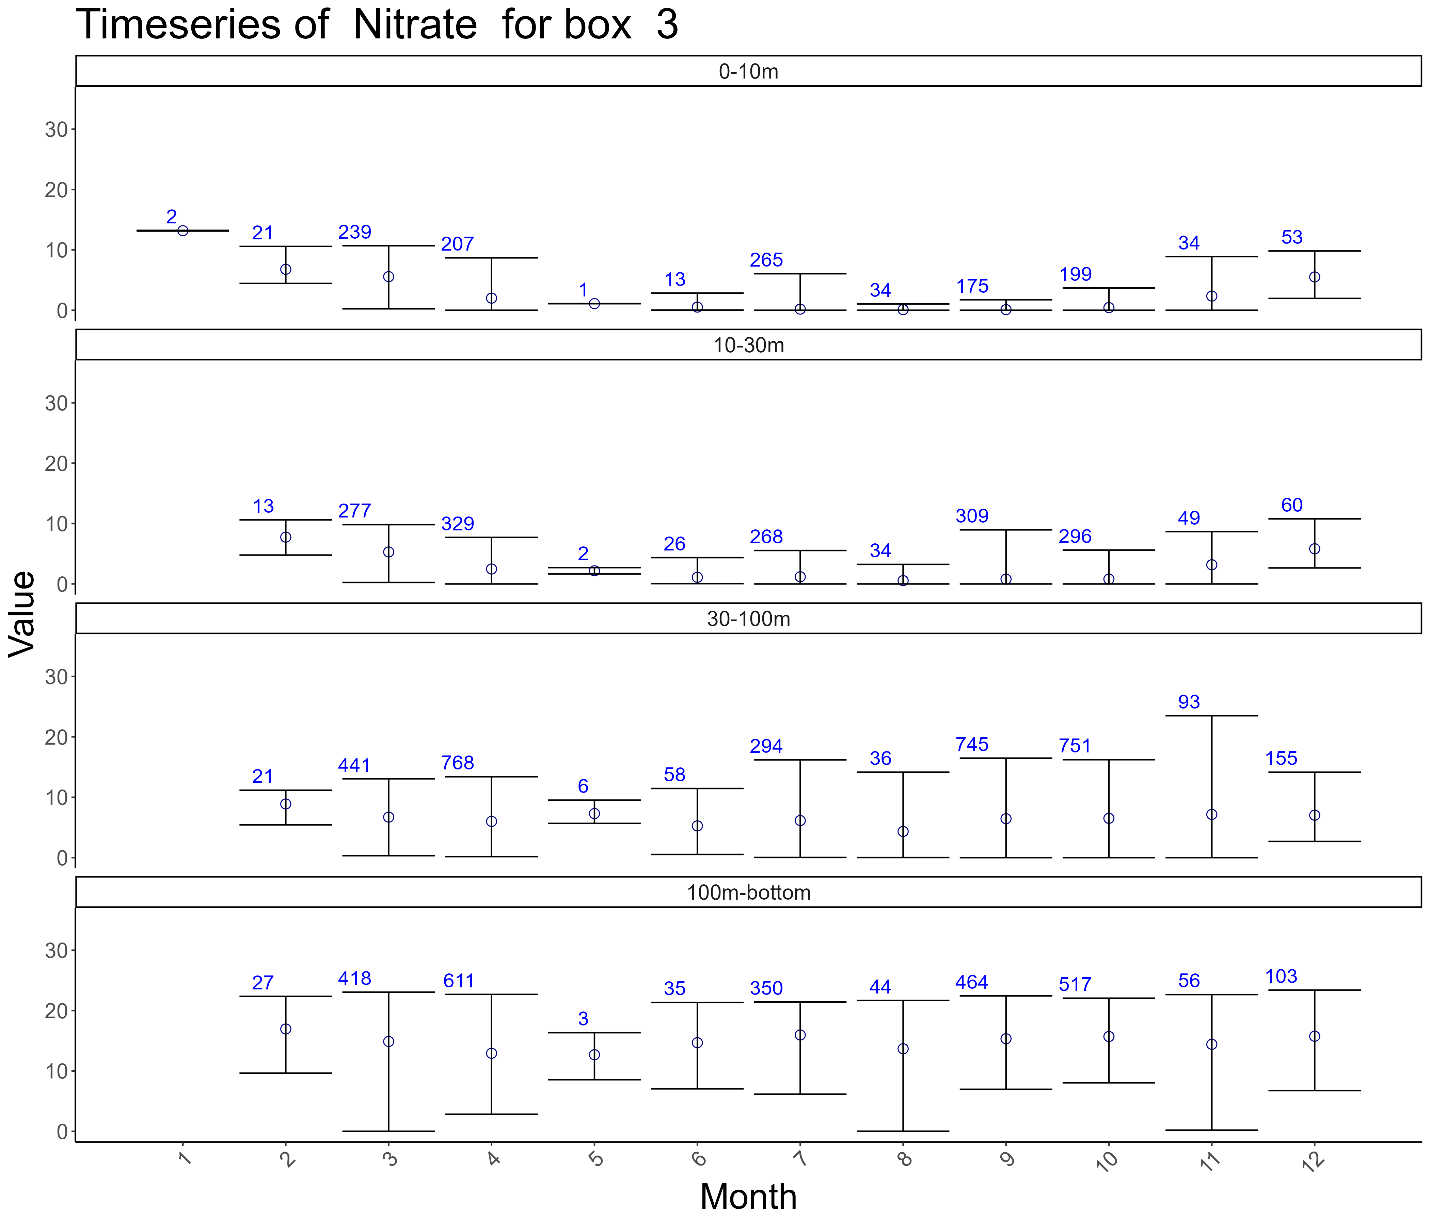 Timeseries of  Nitrate  for box  3
0-10m
30
20
10
0
2 21 239 207 1 13 265 34 175 199 34 53
10-30m
30
20
10
0
13 277 329 2 26 268 34 309 296 49 60
30-100m
30
20
10
0
21 441 768 6 58 294 36 745 751 93 155
100m-bottom
30
20
10
0
27 418 611 3 35 350 44 464 517 56 103
1 2 3 4 5 6 7 8 9 10 11 12
Month
Value